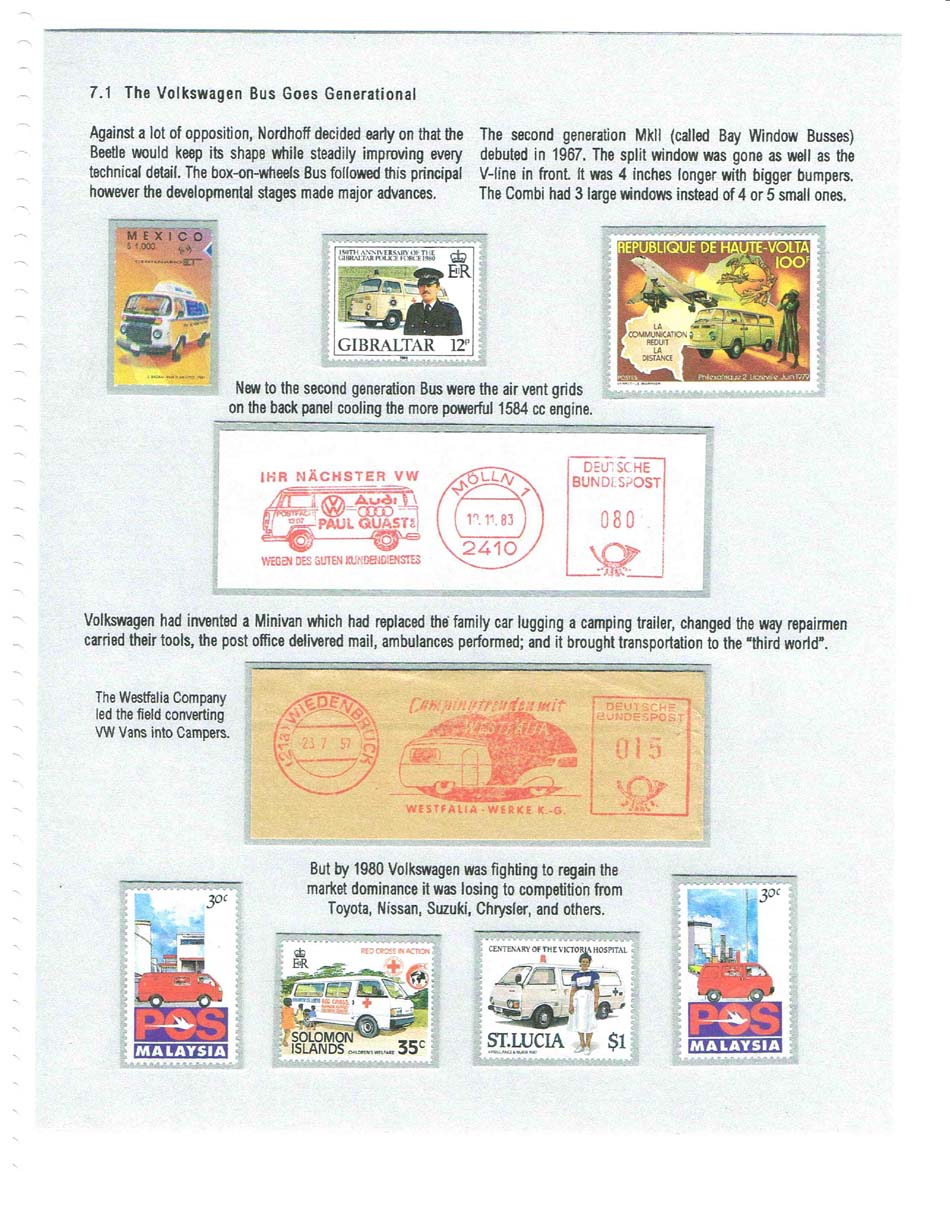 7.1 The Volkswagen Bus Goes Generational
Against a lot of opposition, Nordhoff decided early on that the
Beetle would keep its shape while steadily improving every
technical detail. The box-on-wheels Bus followed this principal
however the developmental stages made major advances.
The second generation MkII (called Bay Window Busses)
debuted in 1967. The split window was gone as well as the
V-line in front. It was 4 inches longer with bigger bumpers.
The Combi had 3 large windows instead of 4 or 5 small ones.
MEXICO
$ 1,000
CENTENARIO
150TH ANNIVERSARY OF THE
GIBRALTAR POLICE FORCE 1980
EIIR
GIBRALTAR 12p
REPUBLIQUE DE HAUTE-VOLTA
100F
LA
COMMUNICATION
REDUIT
LA
DISTANCE
POSTES
Philexafrique 2 Libreville Juin 1979
New to the second generation Bus were the air vent grids
on the back panel cooling the more powerful 1584 cc engine.
IHR NÄCHSTER VW
POSTFACH
1207
VW
Audi
PAUL QUAST
WEGEN DES GUTEN KUNDENDIENSTES
MÖLLN 1
11.83
2410
DEUTSCHE
BUNDESPOST
080
Volkswagen had invented a Minivan which had replaced the family car lugging a camping trailer, changed the way repairmen
carried their tools, the post office delivered mail, ambulances performed; and it brought transportation to the “third world”.
The Westfalia Company
led the field converting
VW Vans into Campers.
(21a) WIEDENBRÜCK
23 7 57
Campingfreuden mit
WESTFALIA
WESTFALIA-WERKE K.-G.
DEUTSCHE
BUNDESPOST
015
But by 1980 Volkswagen was fighting to regain the
market dominance it was losing to competition from
Toyota, Nissan, Suzuki, Chrysler, and others.
30c
POS
MALAYSIA
EIIR
RED CROSS IN ACTION
RED CROSS
SOLOMON
ISLANDS
CHILDREN'S WELFARE
35c
CENTENARY OF THE VICTORIA HOSPITAL
ST. LUCIA $1
30c
POS
MALAYSIA